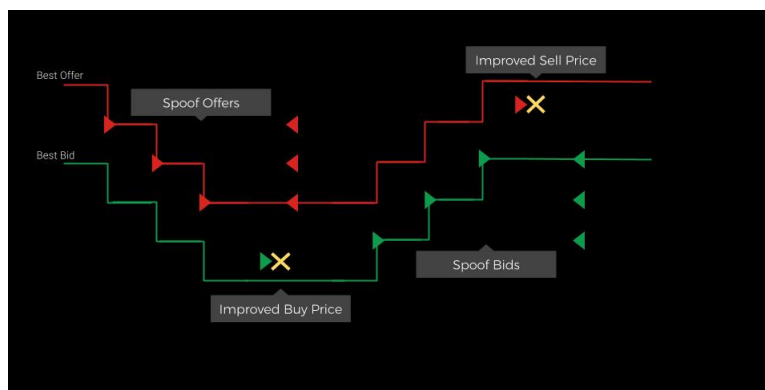 Improved Sell Price
Best Offer
Spoof Offers
Best Bid
Spoof Bids
Improved Buy Price